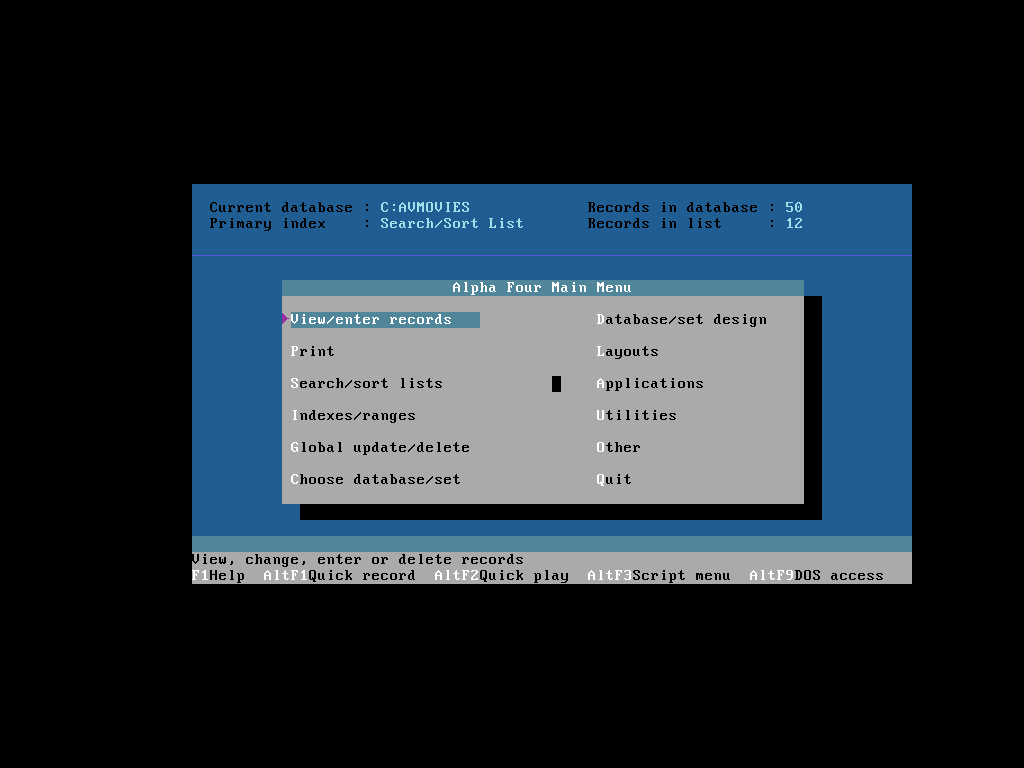 Current database : C:AVMOVIES Records in database : 50
Primary index : Search/Sort List Records in list : 12
Alpha Four Main Menu
View/enter records Database/set design
Print Layouts
Search/sort lists Applications
Indexes/ranges Utilities
Global update/delete Other
Choose database/set Quit
View, change, enter or delete records
F1Help AltF1Quick record AltF2Quick play AltF3Script menu AltF9DOS access